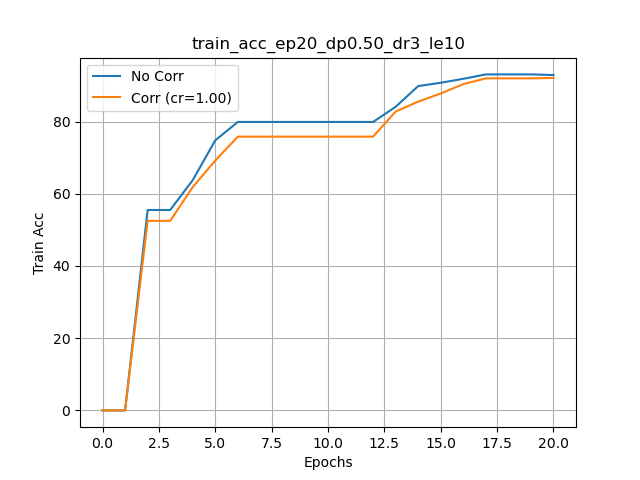 train_acc_ep20_dp0.50_dr3_le10
No Corr
Corr (cr=1.00)
80
60
40
20
0
Train Acc
0.0 2.5 5.0 7.5 10.0 12.5 15.0 17.5 20.0
Epochs